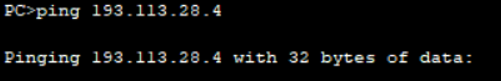 PC>ping 193.113.28.4
Pinging 193.113.28.4 with 32 bytes of data: